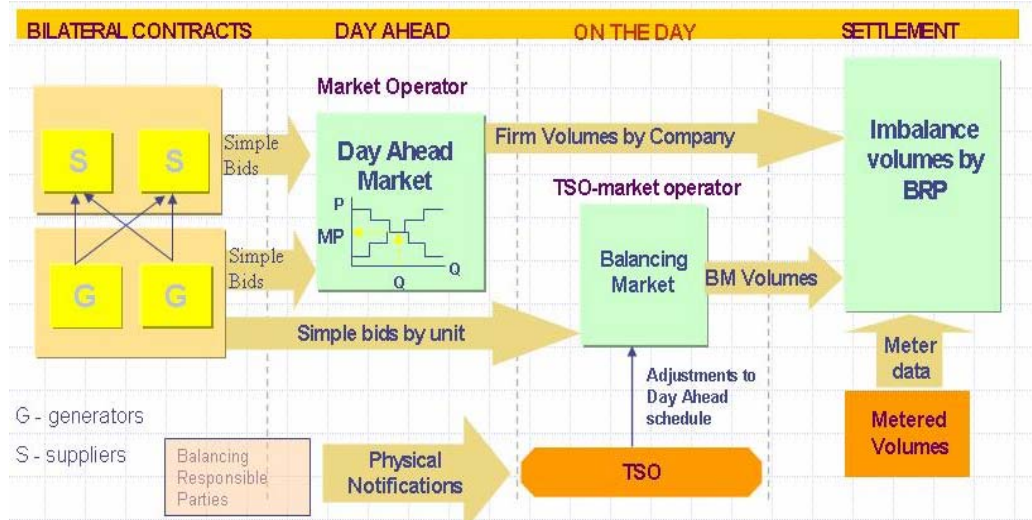 BILATERAL CONTRACTS
DAY AHEAD
ON THE DAY
SETTLEMENT
Market Operator
S
S
Simple
Bids
Day Ahead
Market
P
MP
Q
Q
Firm Volumes by Company
Imbalance
volumes by
BRP
TSO-market operator
G
G
Simple
Bids
Balancing
Market
BM Volumes
Simple bids by unit
Meter
data
Adjustments to
Day Ahead
schedule
G - generators
S - suppliers
Balancing
Responsible
Parties
Physical
Notifications
TSO
Metered
Volumes